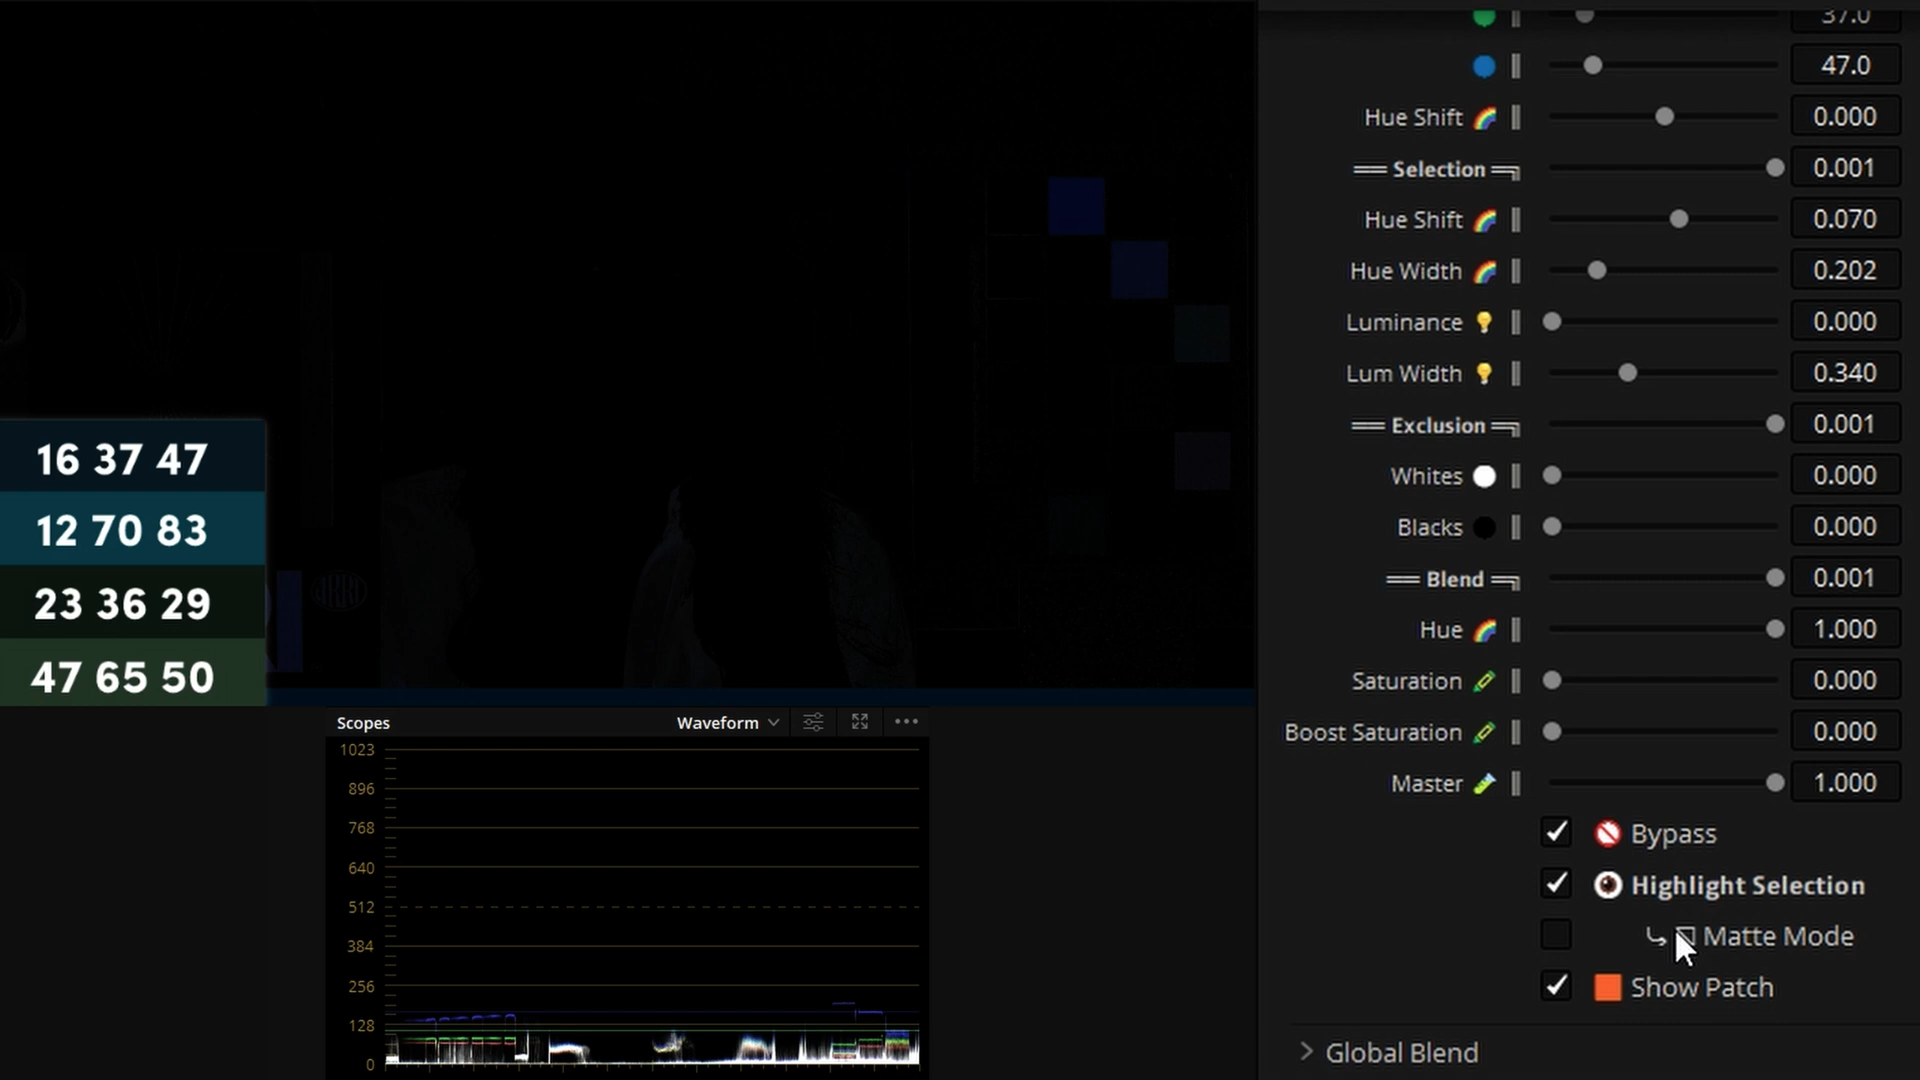 37.0
47.0
Hue Shift 0.000
Selection 0.001
Hue Shift 0.070
Hue Width 0.202
Luminance 0.000
Lum Width 0.340
Exclusion 0.001
Whites 0.000
Blacks 0.000
Blend 0.001
Hue 1.000
Saturation 0.000
Boost Saturation 0.000
Master 1.000
Bypass
Highlight Selection
Matte Mode
Show Patch
Global Blend
16 37 47
12 70 83
23 36 29
47 65 50
Scopes Waveform
1023
896
768
640
512
384
256
128
0